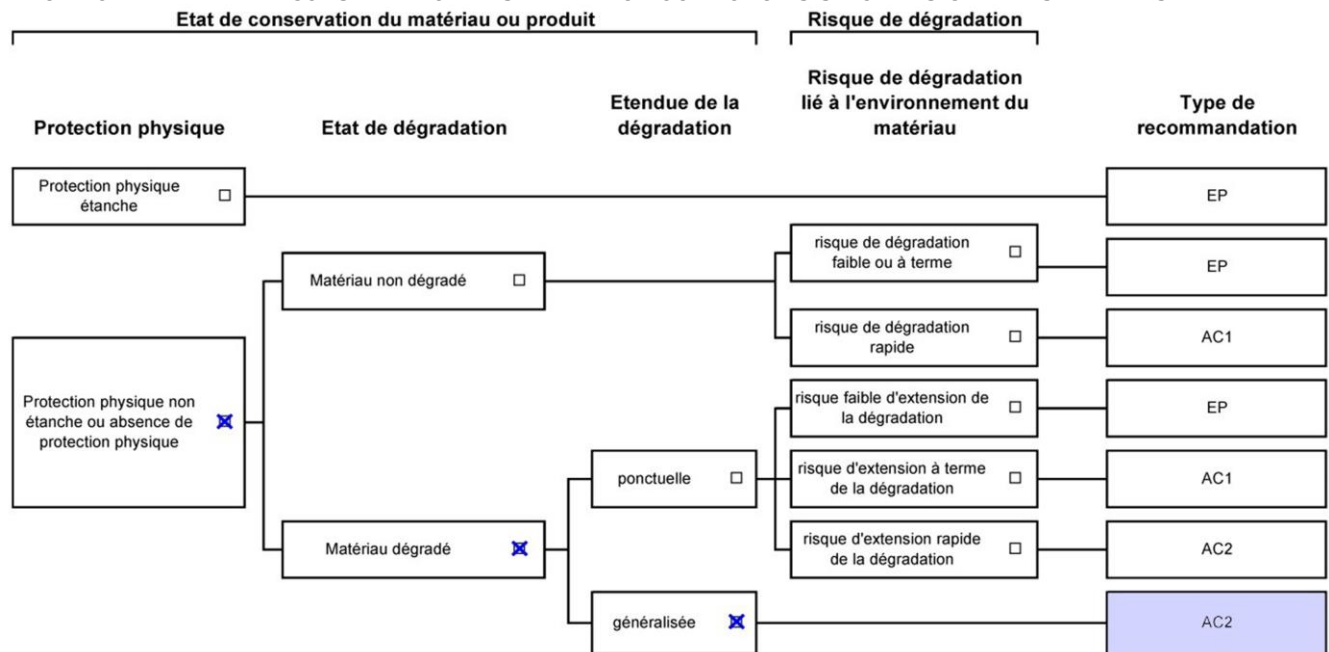 Etat de conservation du matériau ou produit
Risque de dégradation
Protection physique
Etat de dégradation
Etendue de la
dégradation
Risque de dégradation
lié à l'environnement du
matériau
Type de
recommandation
Protection physique
étanche
EP
risque de dégradation
faible ou à terme
EP
Matériau non dégradé
risque de dégradation
rapide
AC1
Protection physique non
étanche ou absence de
protection physique
risque faible d'extension de
la dégradation
EP
ponctuelle
risque d'extension à terme
de la dégradation
AC1
Matériau dégradé
risque d'extension rapide
de la dégradation
AC2
généralisée
AC2